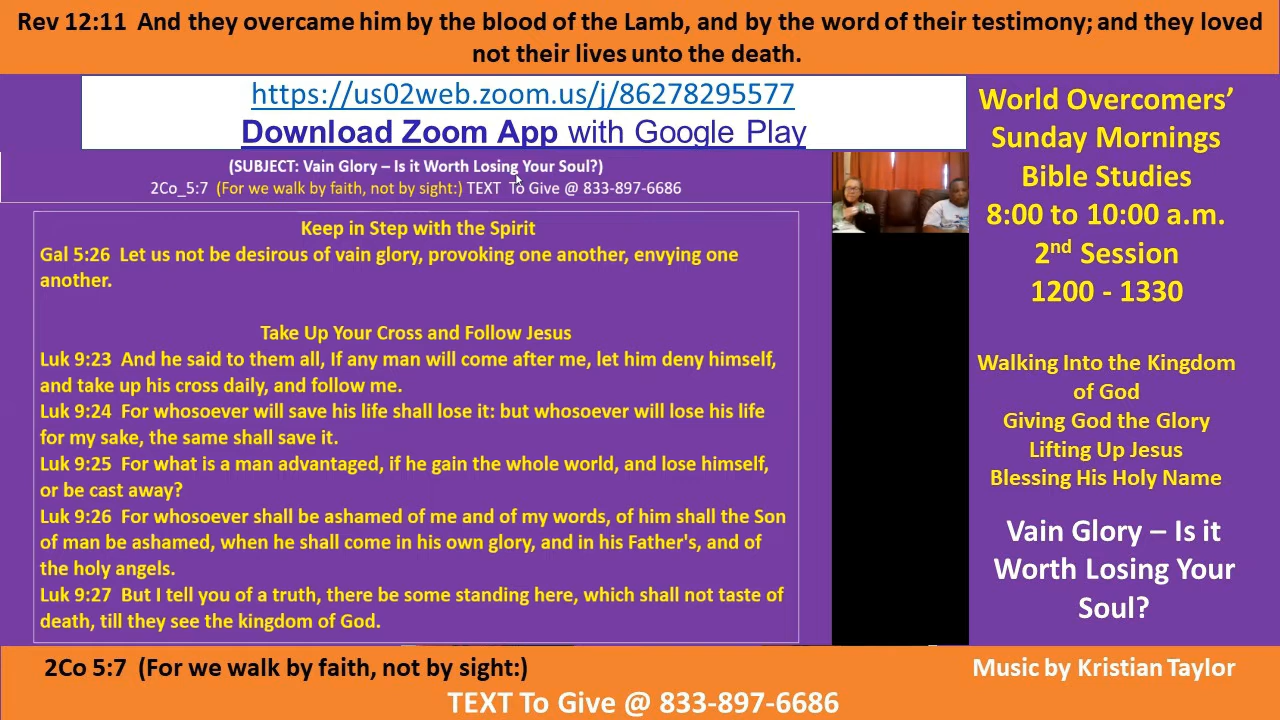 Rev 12:11 And they overcame him by the blood of the Lamb, and by the word of their testimony; and they loved
not their lives unto the death.
https://us02web.zoom.us/j/86278295577
Download Zoom App with Google Play
(SUBJECT: Vain Glory – Is it Worth Losing Your Soul?)
2Co_5:7 (For we walk by faith, not by sight:) TEXT To Give @ 833-897-6686
Keep in Step with the Spirit
Gal 5:26 Let us not be desirous of vain glory, provoking one another, envying one
another.
Take Up Your Cross and Follow Jesus
Luk 9:23 And he said to them all, If any man will come after me, let him deny himself,
and take up his cross daily, and follow me.
Luk 9:24 For whosoever will save his life shall lose it: but whosoever will lose his life
for my sake, the same shall save it.
Luk 9:25 For what is a man advantaged, if he gain the whole world, and lose himself,
or be cast away?
Luk 9:26 For whosoever shall be ashamed of me and of my words, of him shall the Son
of man be ashamed, when he shall come in his own glory, and in his Father's, and of
the holy angels.
Luk 9:27 But I tell you of a truth, there be some standing here, which shall not taste of
death, till they see the kingdom of God.
World Overcomers’
Sunday Mornings
Bible Studies
8:00 to 10:00 a.m.
2nd Session
1200 - 1330
Walking Into the Kingdom
of God
Giving God the Glory
Lifting Up Jesus
Blessing His Holy Name
Vain Glory – Is it
Worth Losing Your
Soul?
2Co 5:7 (For we walk by faith, not by sight:)
Music by Kristian Taylor
TEXT To Give @ 833-897-6686